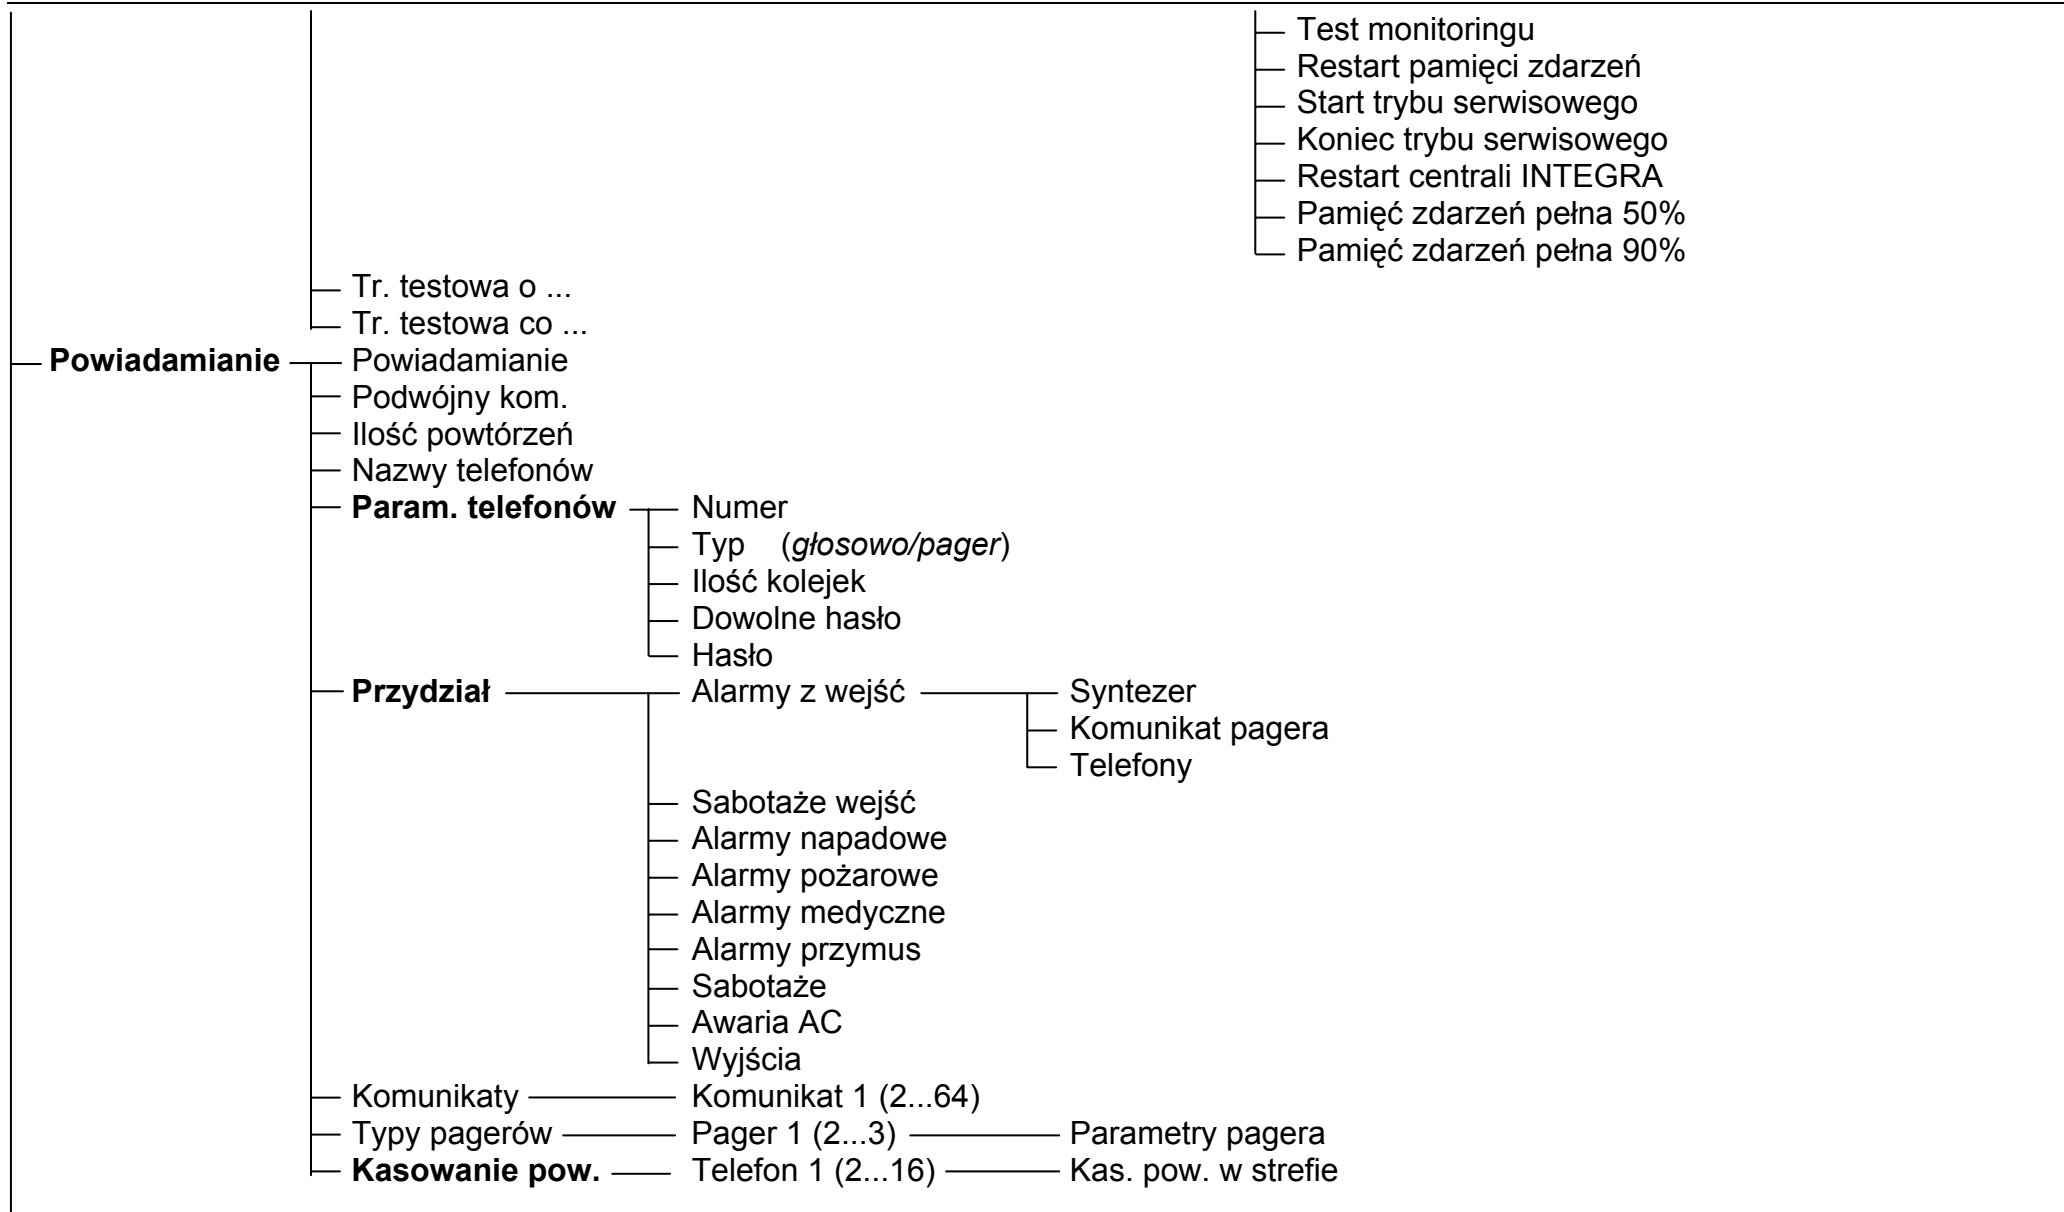 Test monitoringu
Restart pamięci zdarzeń
Start trybu serwisowego
Koniec trybu serwisowego
Restart centrali INTEGRA
Pamięć zdarzeń pełna 50%
Pamięć zdarzeń pełna 90%
Tr. testowa o ...
Tr. testowa co ...
Powiadamianie Powiadamianie
Podwójny kom.
Ilość powtórzeń
Nazwy telefonów
Param. telefonów Numer
Typ (głosowo/pager)
Ilość kolejek
Dowolne hasło
Hasło
Przydział Alarmy z wejść Syntezer
Komunikat pagera
Telefony
Sabotaże wejść
Alarmy napadowe
Alarmy pożarowe
Alarmy medyczne
Alarmy przymus
Sabotaże
Awaria AC
Wyjścia
Komunikaty Komunikat 1 (2...64)
Typy pagerów Pager 1 (2...3) Parametry pagera
Kasowanie pow. Telefon 1 (2...16) Kas. pow. w strefie